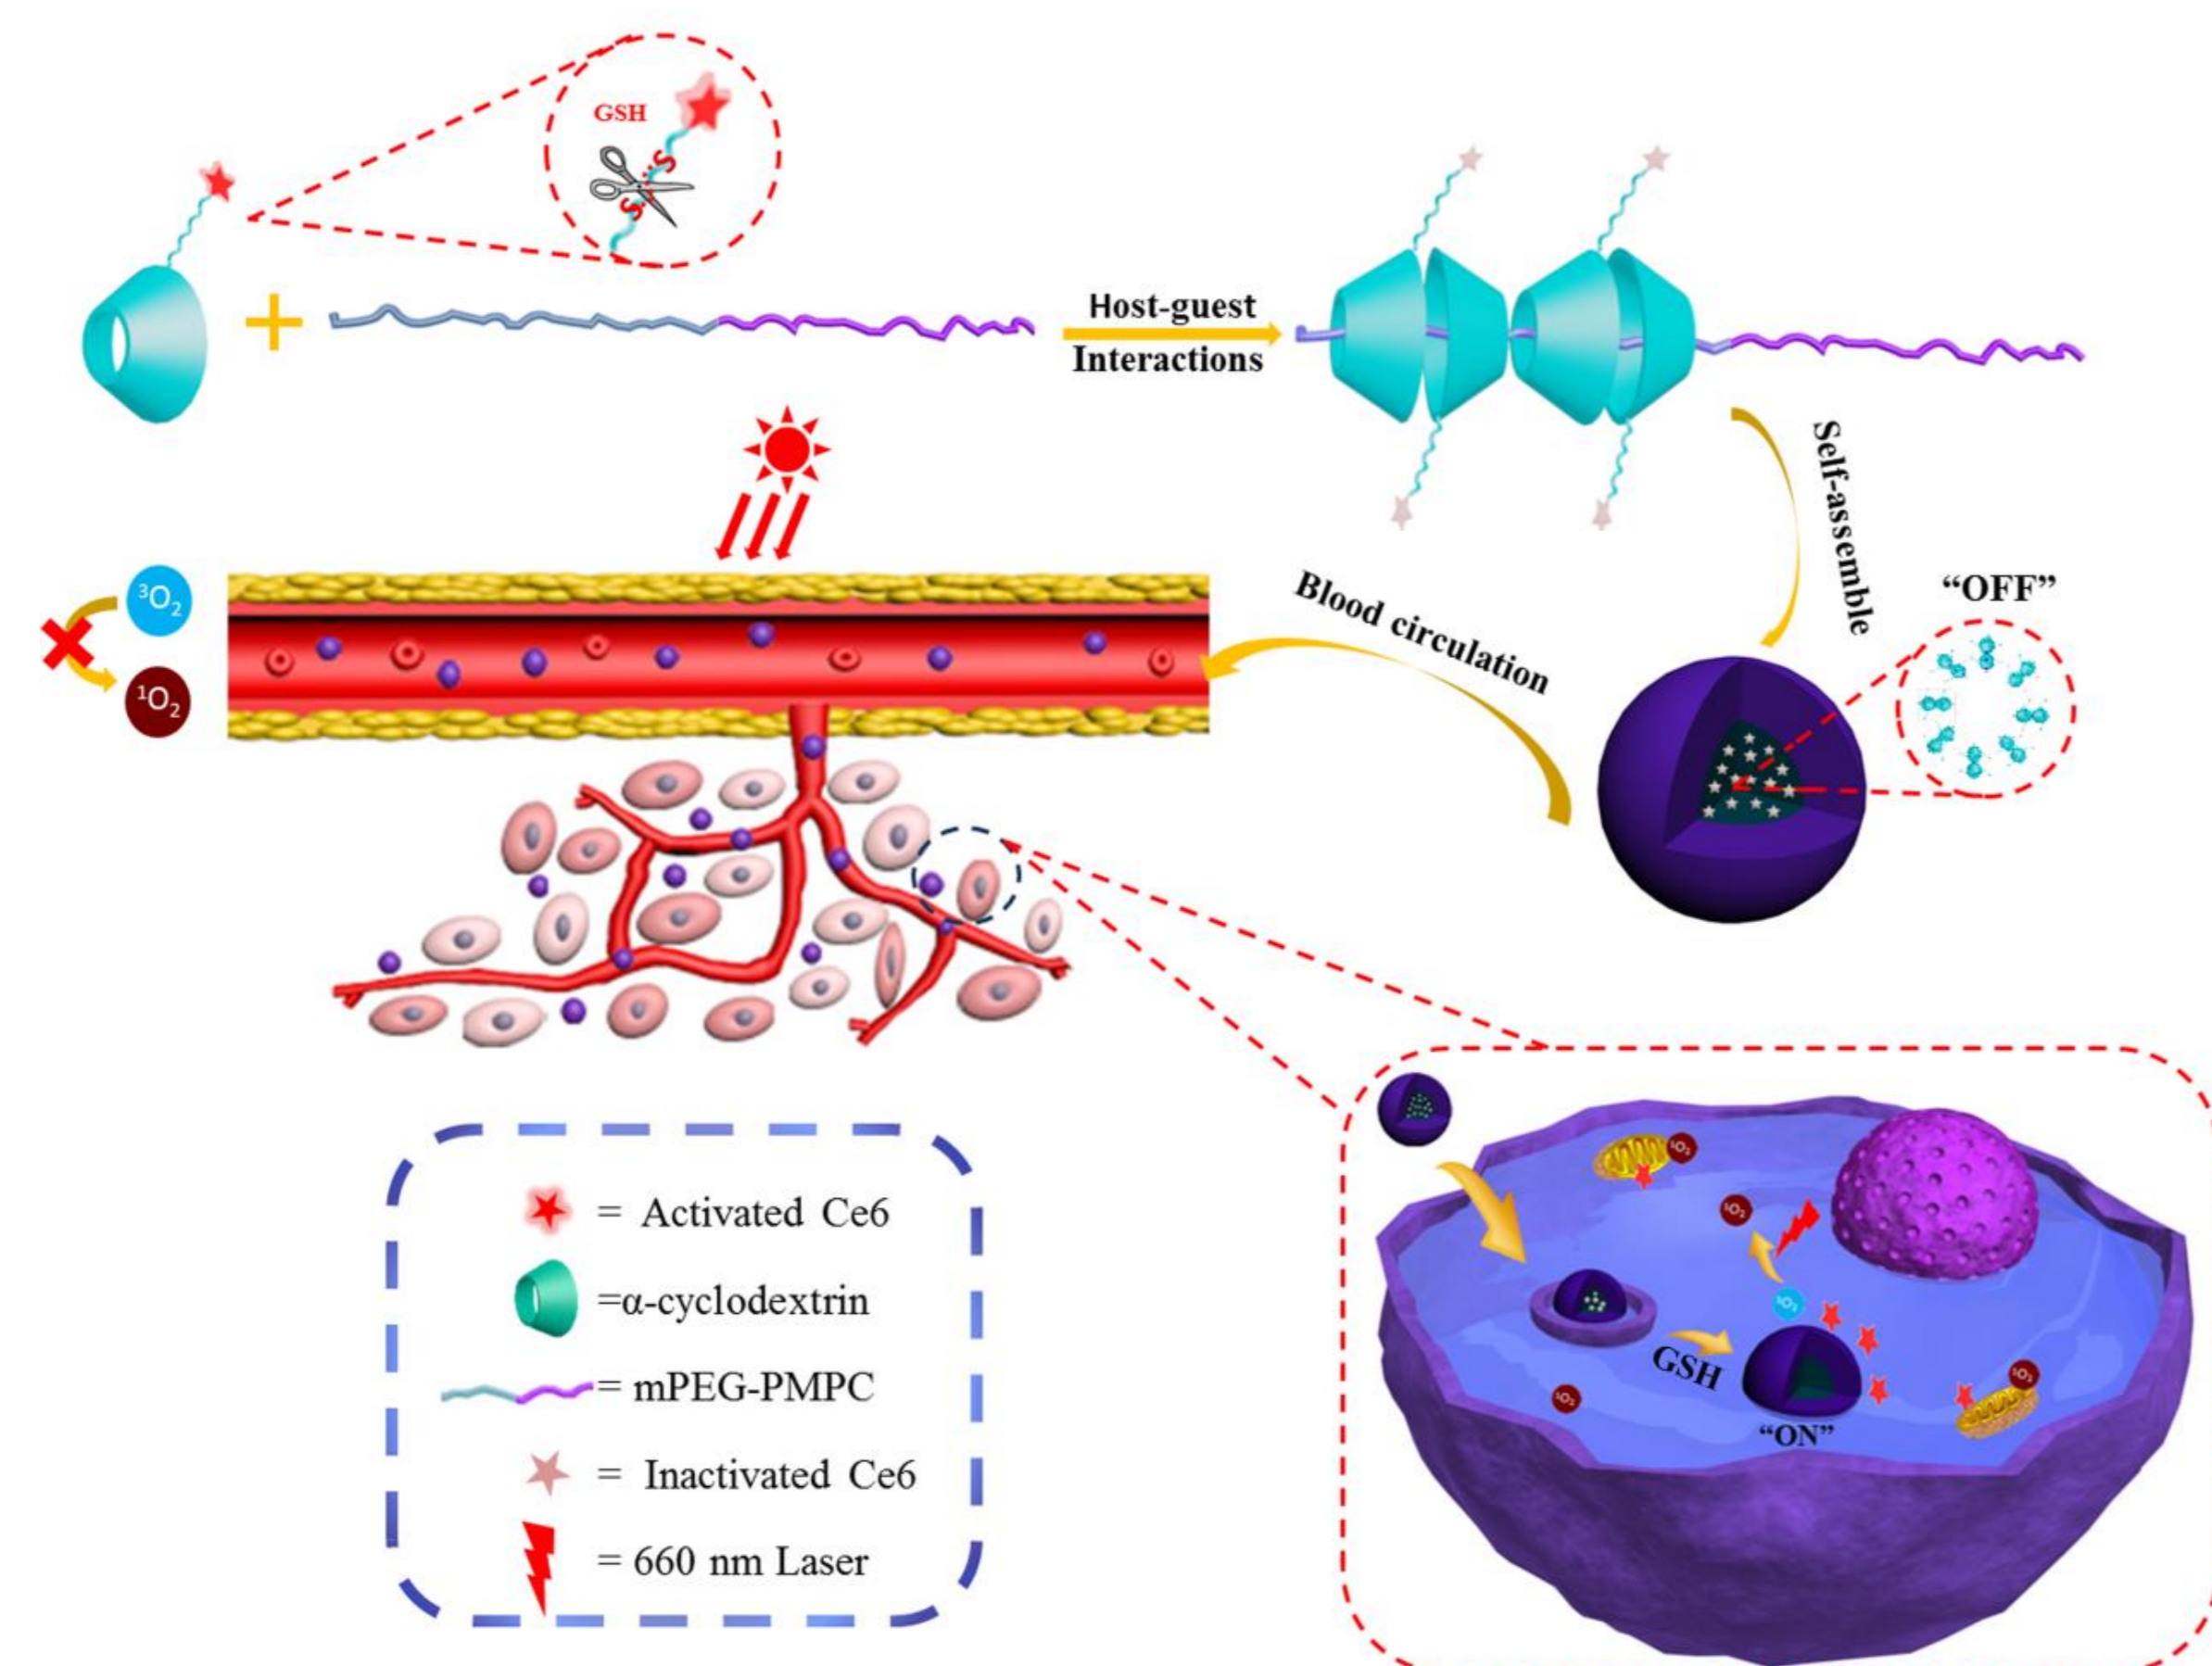 GSH
S
S
Host-guest
Interactions
Self-assemble
"OFF"
Blood circulation
³O₂
¹O₂
= Activated Ce6
=α-cyclodextrin
= mPEG-PMPC
= Inactivated Ce6
= 660 nm Laser
GSH
"ON"